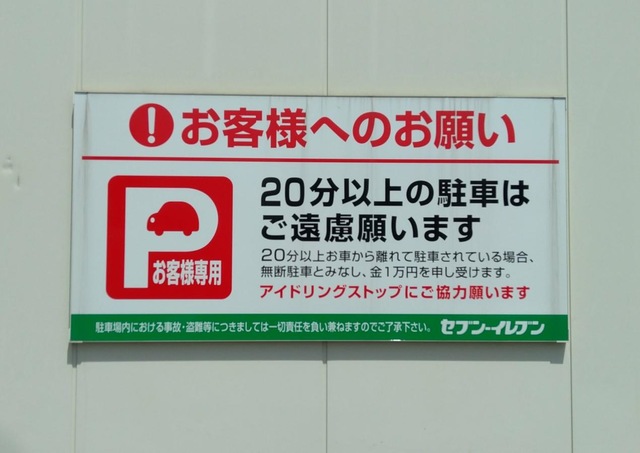 ！お客様へのお願い
P
お客様専用
20分以上の駐車は
ご遠慮願います
20分以上お車から離れて駐車されている場合、
無断駐車とみなし、金1万円を申し受けます。
アイドリングストップにご協力願います
駐車場内における事故・盗難等につきましては一切責任を負い兼ねますのでご了承下さい。 セブン-イレブン